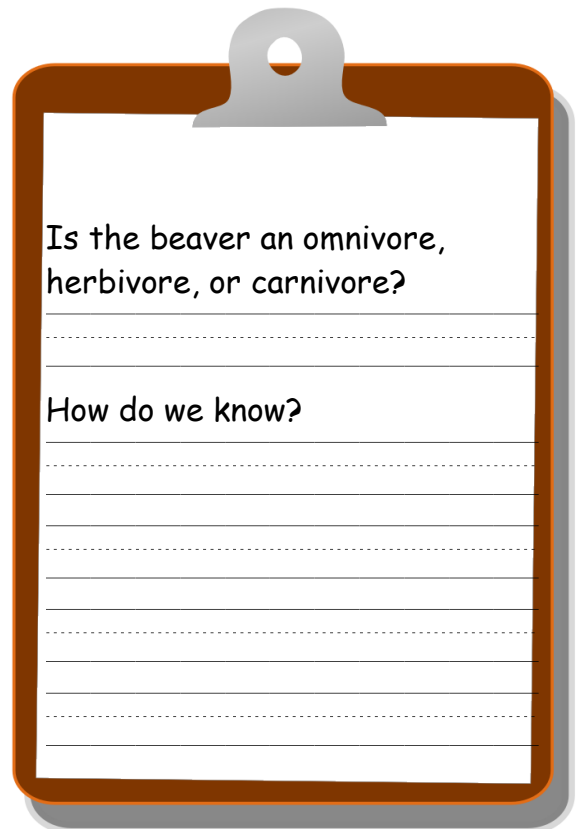 Is the beaver an omnivore,
herbivore, or carnivore?
How do we know?